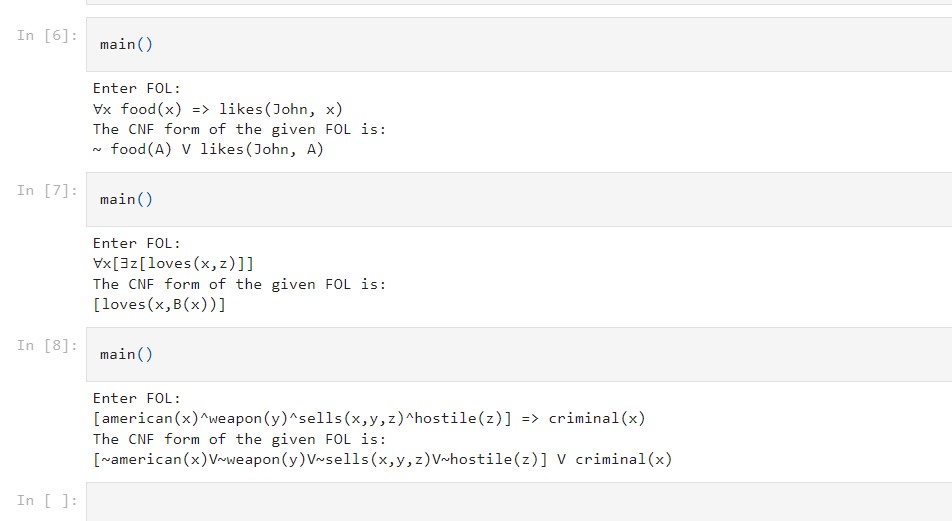 In [6]:
main()
Enter FOL:
∀x food(x) => likes(John, x)
The CNF form of the given FOL is:
~ food(A) V likes(John, A)
In [7]:
main()
Enter FOL:
∀x[∃z[loves(x,z)]]
The CNF form of the given FOL is:
[loves(x,B(x))]
In [8]:
main()
Enter FOL:
[american(x)^weapon(y)^sells(x,y,z)^hostile(z)] => criminal(x)
The CNF form of the given FOL is:
[~american(x)V~weapon(y)V~sells(x,y,z)V~hostile(z)] V criminal(x)
In [ ]: